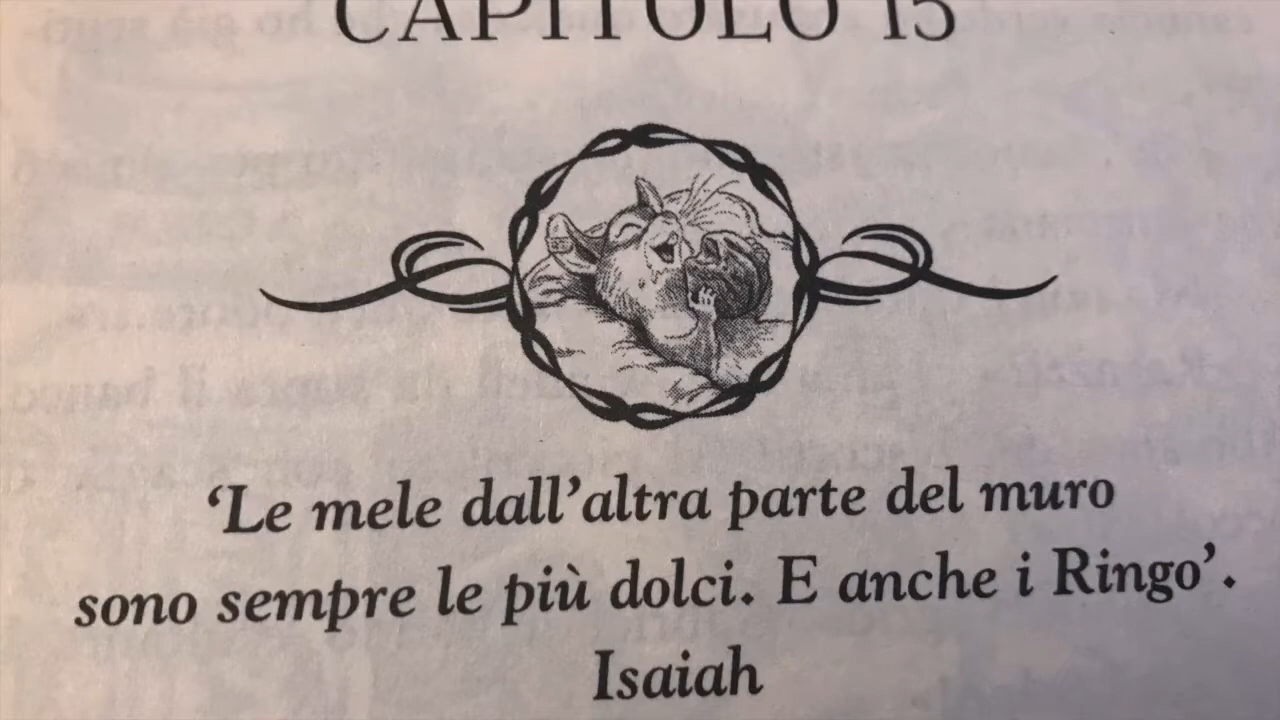 CAPITOLO 15
‘Le mele dall’altra parte del muro
sono sempre le più dolci. E anche i Ringo’.
Isaiah